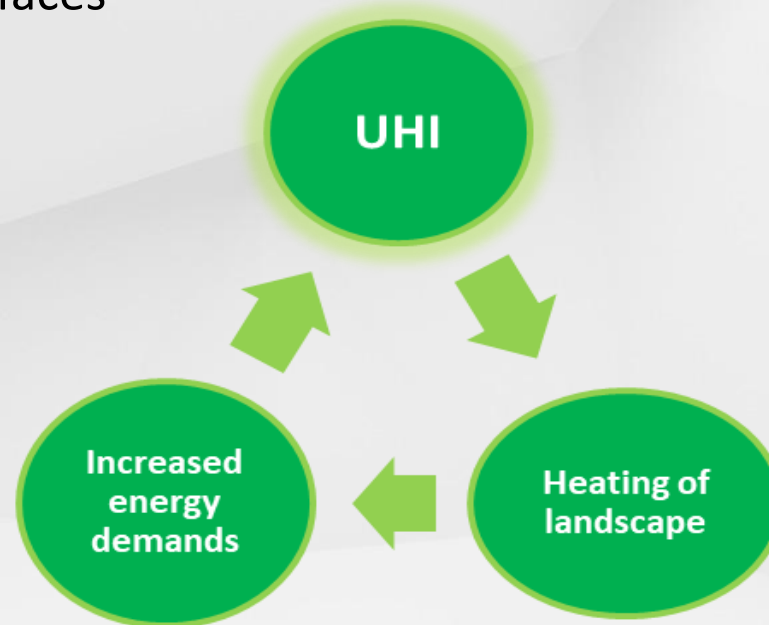 UHI
Increased
energy
demands
Heating of
landscape